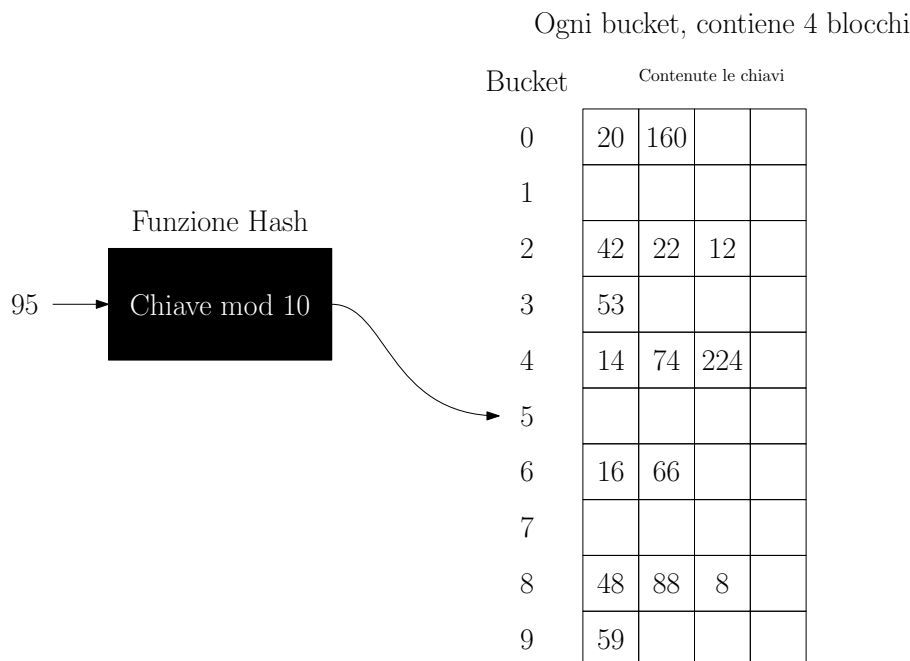 Ogni bucket, contiene 4 blocchi
Bucket
Contenute le chiavi
0 20 160
1
Funzione Hash
2 42 22 12
95
Chiave mod 10
3 53
4 14 74 224
5
6 16 66
7
8 48 88 8
9 59